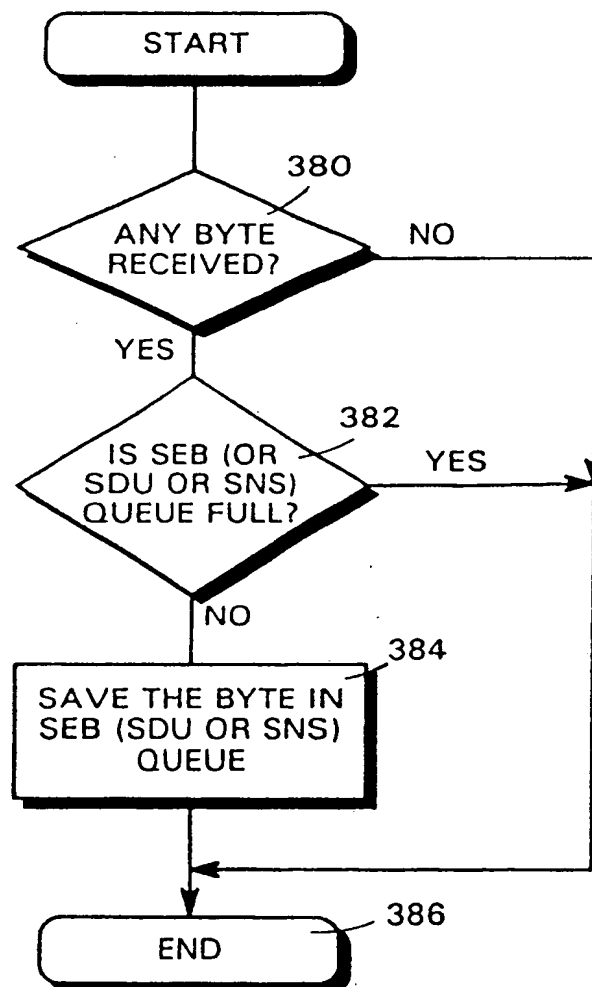 START
380
ANY BYTE
RECEIVED?
NO
YES
382
IS SEB (OR
SDU OR SNS)
QUEUE FULL?
YES
NO
384
SAVE THE BYTE IN
SEB (SDU OR SNS)
QUEUE
386
END